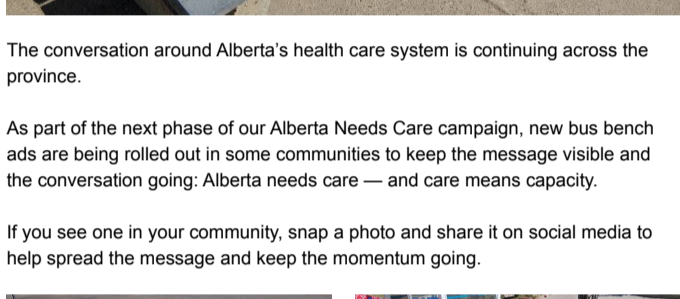 The conversation around Alberta’s health care system is continuing across the
province.
As part of the next phase of our Alberta Needs Care campaign, new bus bench
ads are being rolled out in some communities to keep the message visible and
the conversation going: Alberta needs care — and care means capacity.
If you see one in your community, snap a photo and share it on social media to
help spread the message and keep the momentum going.